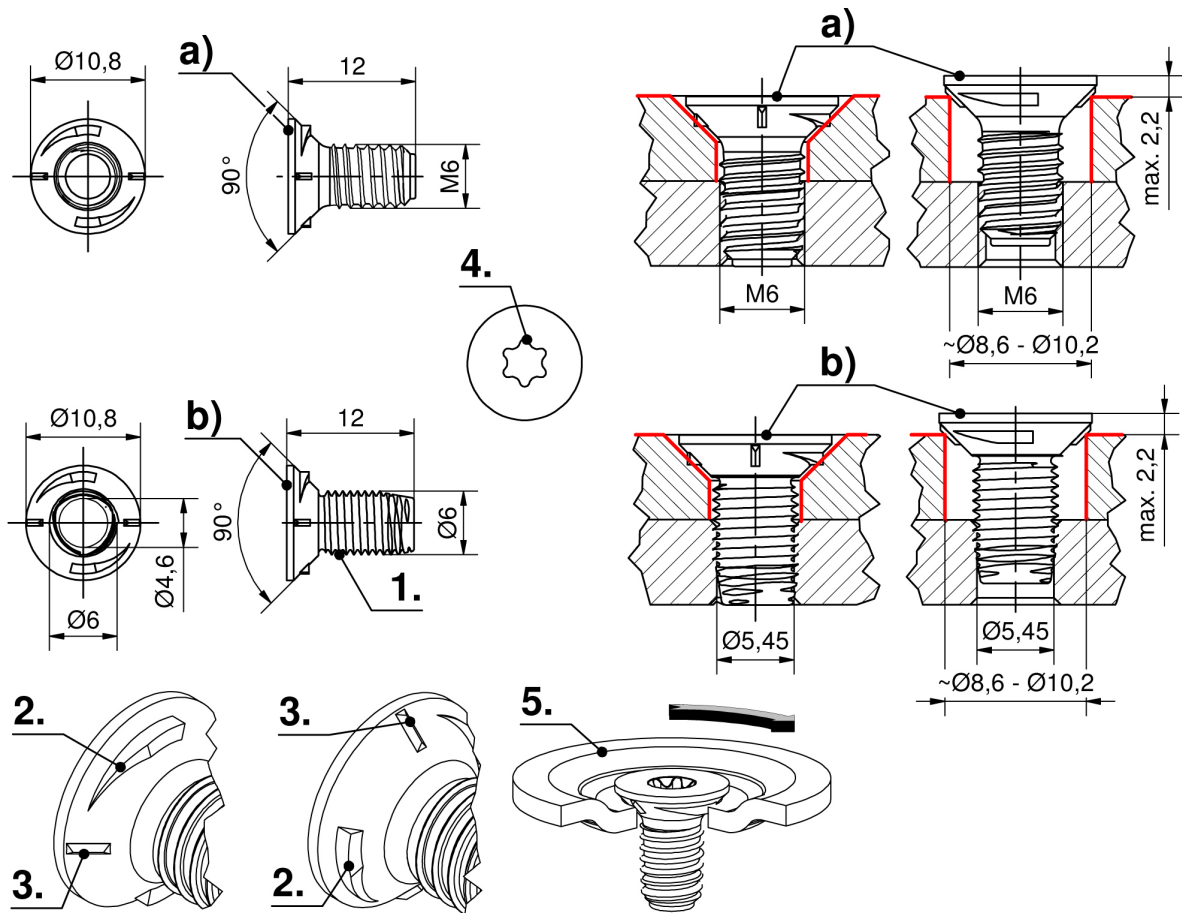 a)
Ø10,8
a)
12
max. 2,2
90°
M6
4.
M6
M6
~Ø8,6 - Ø10,2
b)
Ø10,8
b)
12
max. 2,2
90°
Ø6
Ø4,6
1.
Ø6
Ø5,45
Ø5,45
~Ø8,6 - Ø10,2
2.
3.
5.
3.
2.